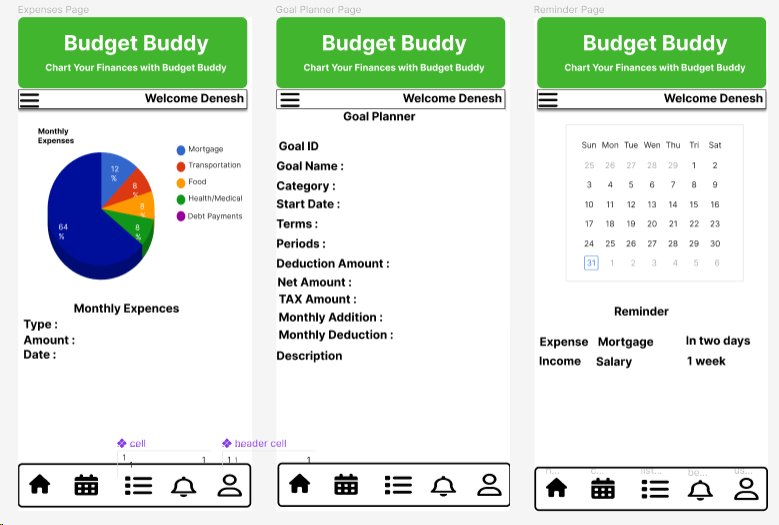 Expenses Page
Budget Buddy
Chart Your Finances with Budget Buddy
Welcome Denesh
Monthly
Expenses
12
%
8
%
8
%
8
%
64
%
Mortgage
Transportation
Food
Health/Medical
Debt Payments
Monthly Expences
Type :
Amount :
Date :
cell
header cell
1
1
1
1
1
1
Goal Planner Page
Budget Buddy
Chart Your Finances with Budget Buddy
Welcome Denesh
Goal Planner
Goal ID
Goal Name :
Category :
Start Date :
Terms :
Periods :
Deduction Amount :
Net Amount :
TAX Amount :
Monthly Addition :
Monthly Deduction :
Description
Reminder Page
Budget Buddy
Chart Your Finances with Budget Buddy
Welcome Denesh
Sun Mon Tue Wen Thu Tri Sat
25 26 27 28 29 1 2
3 4 5 6 7 8 9
10 11 12 13 14 15 16
17 18 19 20 21 22 23
24 25 26 27 28 29 30
31 1 2 3 4 5 6
Reminder
Expense Mortgage In two days
Income Salary 1 week
h... c... list... be... us...